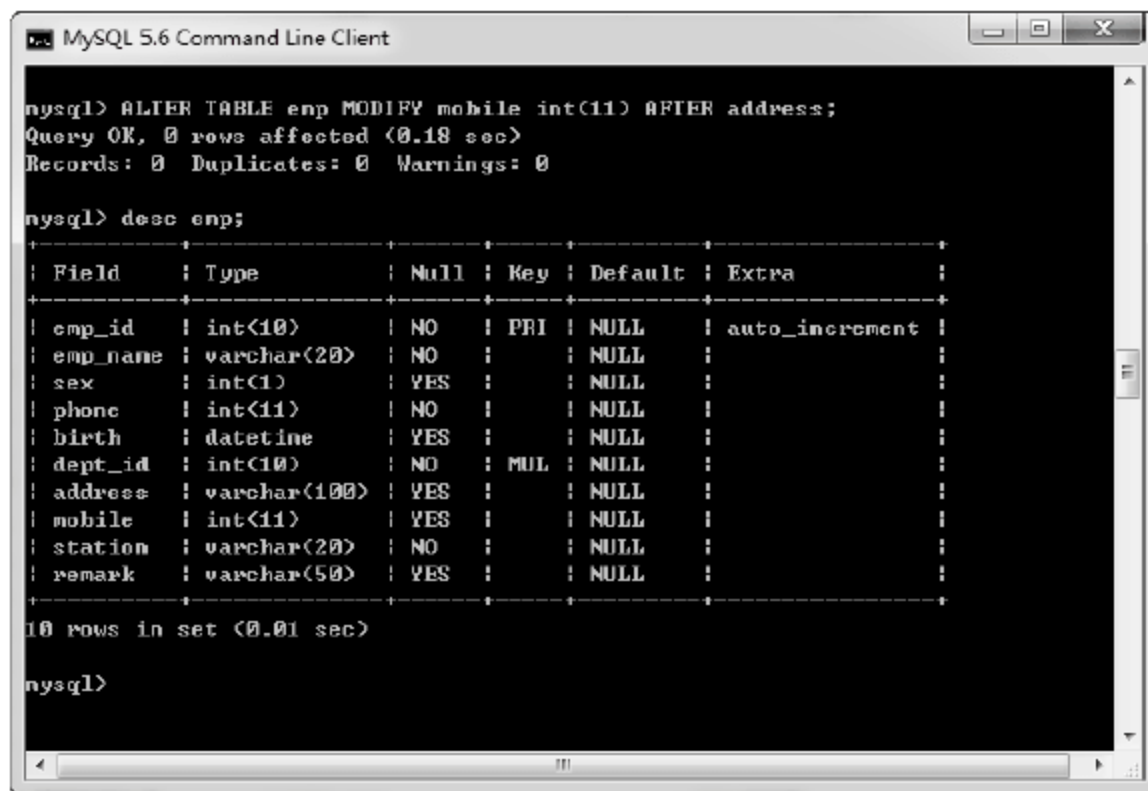 MySQL 5.6 Command Line Client
mysql> ALTER TABLE emp MODIFY mobile int(11) AFTER address;
Query OK, 0 rows affected (0.18 sec)
Records: 0  Duplicates: 0  Warnings: 0
mysql> desc emp;
+----------+--------------+------+-----+---------+----------------+
| Field    | Type         | Null | Key | Default | Extra          |
+----------+--------------+------+-----+---------+----------------+
| emp_id   | int(10)      | NO   | PRI | NULL    | auto_increment |
| emp_name | varchar(20)  | NO   |     | NULL    |                |
| sex      | int(1)       | YES  |     | NULL    |                |
| phone    | int(11)      | NO   |     | NULL    |                |
| birth    | datetime     | YES  |     | NULL    |                |
| dept_id  | int(10)      | NO   | MUL | NULL    |                |
| address  | varchar(100) | YES  |     | NULL    |                |
| mobile   | int(11)      | YES  |     | NULL    |                |
| station  | varchar(20)  | NO   |     | NULL    |                |
| remark   | varchar(50)  | YES  |     | NULL    |                |
+----------+--------------+------+-----+---------+----------------+
10 rows in set (0.01 sec)
mysql>